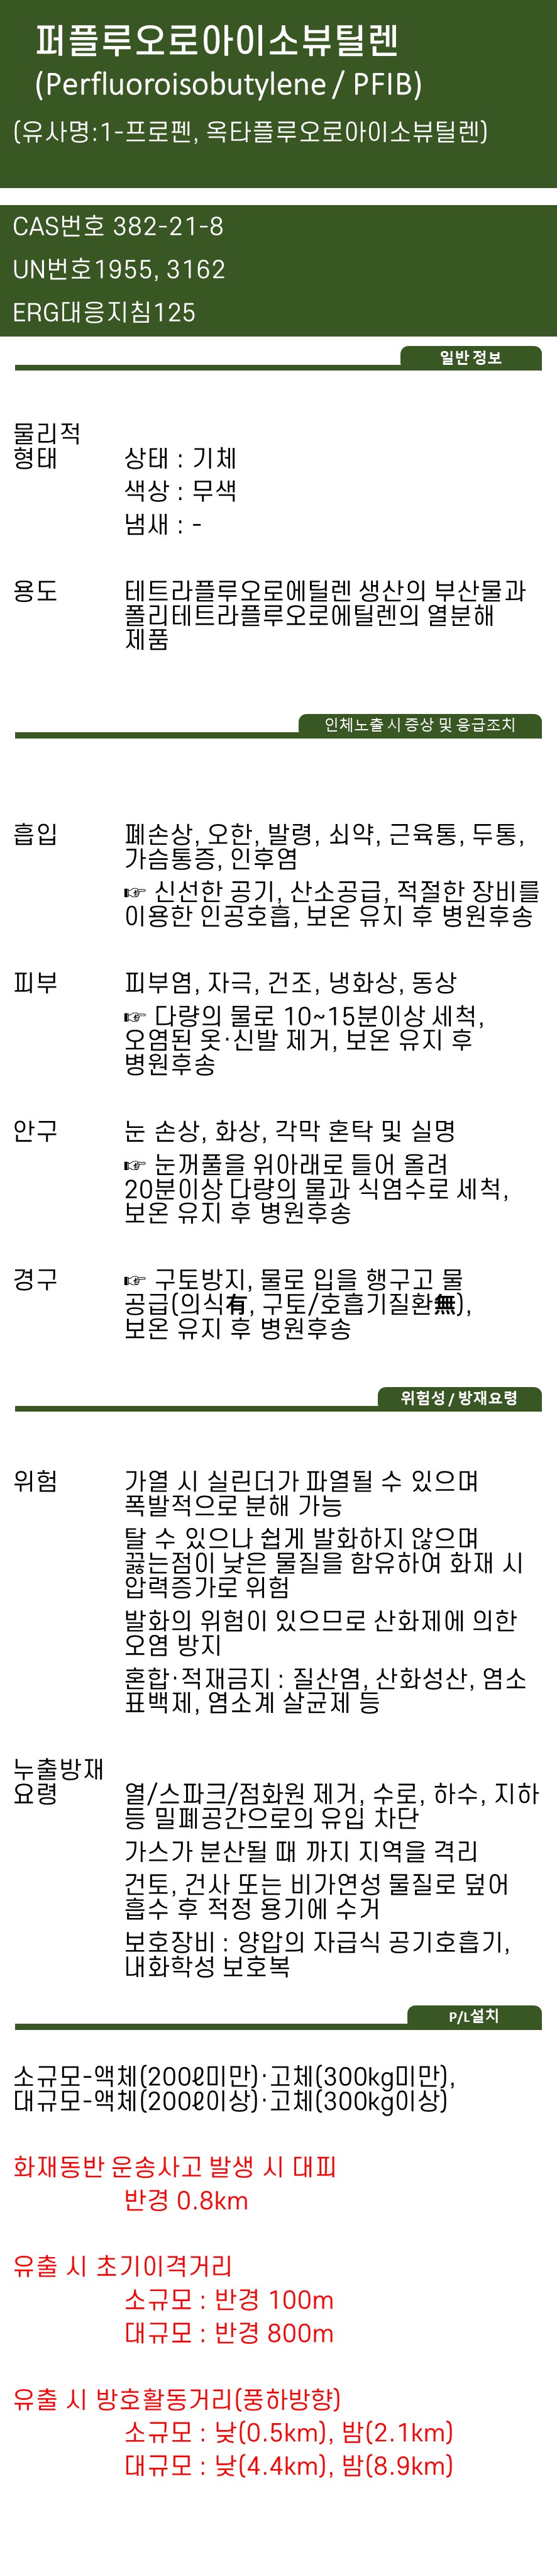 퍼플루오로아이소뷰틸렌
(Perfluoroisobutylene / PFIB)
(유사명:1-프로펜, 옥타플루오로아이소뷰틸렌)
CAS번호 382-21-8
UN번호1955, 3162
ERG대응지침125
일반 정보
물리적
형태 상태 : 기체
색상 : 무색
냄새 : -
용도 테트라플루오로에틸렌 생산의 부산물과
폴리테트라플루오로에틸렌의 열분해
제품
인체노출 시 증상 및 응급조치
흡입 폐손상, 오한, 발령, 쇠약, 근육통, 두통,
가슴통증, 인후염
☞ 신선한 공기, 산소공급, 적절한 장비를
이용한 인공호흡, 보온 유지 후 병원후송
피부 피부염, 자극, 건조, 냉화상, 동상
☞ 다량의 물로 10~15분이상 세척,
오염된 옷·신발 제거, 보온 유지 후
병원후송
안구 눈 손상, 화상, 각막 혼탁 및 실명
☞ 눈꺼풀을 위아래로 들어 올려
20분이상 다량의 물과 식염수로 세척,
보온 유지 후 병원후송
경구 ☞ 구토방지, 물로 입을 행구고 물
공급(의식有, 구토/호흡기질환無),
보온 유지 후 병원후송
위험성 / 방재요령
위험 가열 시 실린더가 파열될 수 있으며
폭발적으로 분해 가능
탈 수 있으나 쉽게 발화하지 않으며
끓는점이 낮은 물질을 함유하여 화재 시
압력증가로 위험
발화의 위험이 있으므로 산화제에 의한
오염 방지
혼합·적재금지 : 질산염, 산화성산, 염소
표백제, 염소계 살균제 등
누출방재
요령 열/스파크/점화원 제거, 수로, 하수, 지하
등 밀폐공간으로의 유입 차단
가스가 분산될 때 까지 지역을 격리
건토, 건사 또는 비가연성 물질로 덮어
흡수 후 적정 용기에 수거
보호장비 : 양압의 자급식 공기호흡기,
내화학성 보호복
P/L설치
소규모-액체(200ℓ미만)·고체(300kg미만),
대규모-액체(200ℓ이상)·고체(300kg이상)
화재동반 운송사고 발생 시 대피
반경 0.8km
유출 시 초기이격거리
소규모 : 반경 100m
대규모 : 반경 800m
유출 시 방호활동거리(풍하방향)
소규모 : 낮(0.5km), 밤(2.1km)
대규모 : 낮(4.4km), 밤(8.9km)